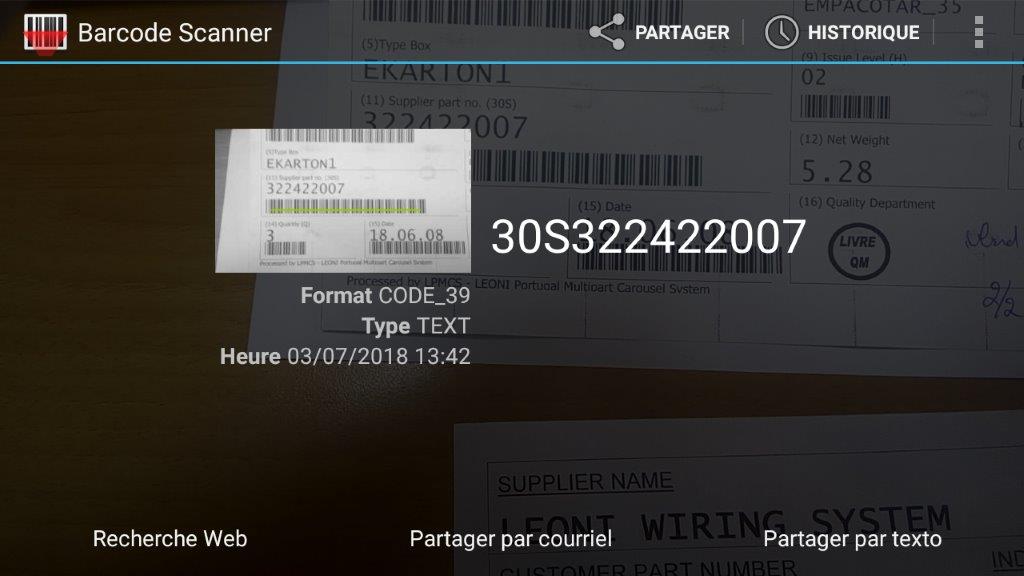 Barcode Scanner
PARTAGER
HISTORIQUE
EMPACOTAR_35
(5)Type Box
EKARTON1
(9) Issue Level (H)
02
(11) Supplier part no. (30S)
322422007
(12) Net Weight
5.28
(15) Date
(16) Quality Department
LIVRE
QM
2/2
Processed by LPMCS - LEONI Portugal Multipart Carousel System
(5)Type Box
EKARTON1
(11) Supplier part no. (30S)
322422007
(14) Quantity (Q)
3
(15) Date
18.06.08
Processed by LPMCS - LEONI Portugal Multipart Carousel System
30S322422007
Format CODE_39
Type TEXT
Heure 03/07/2018 13:42
SUPPLIER NAME
LEONI WIRING SYSTEM
CUSTOMER PART NUMBER
IND
Recherche Web
Partager par courriel
Partager par texto